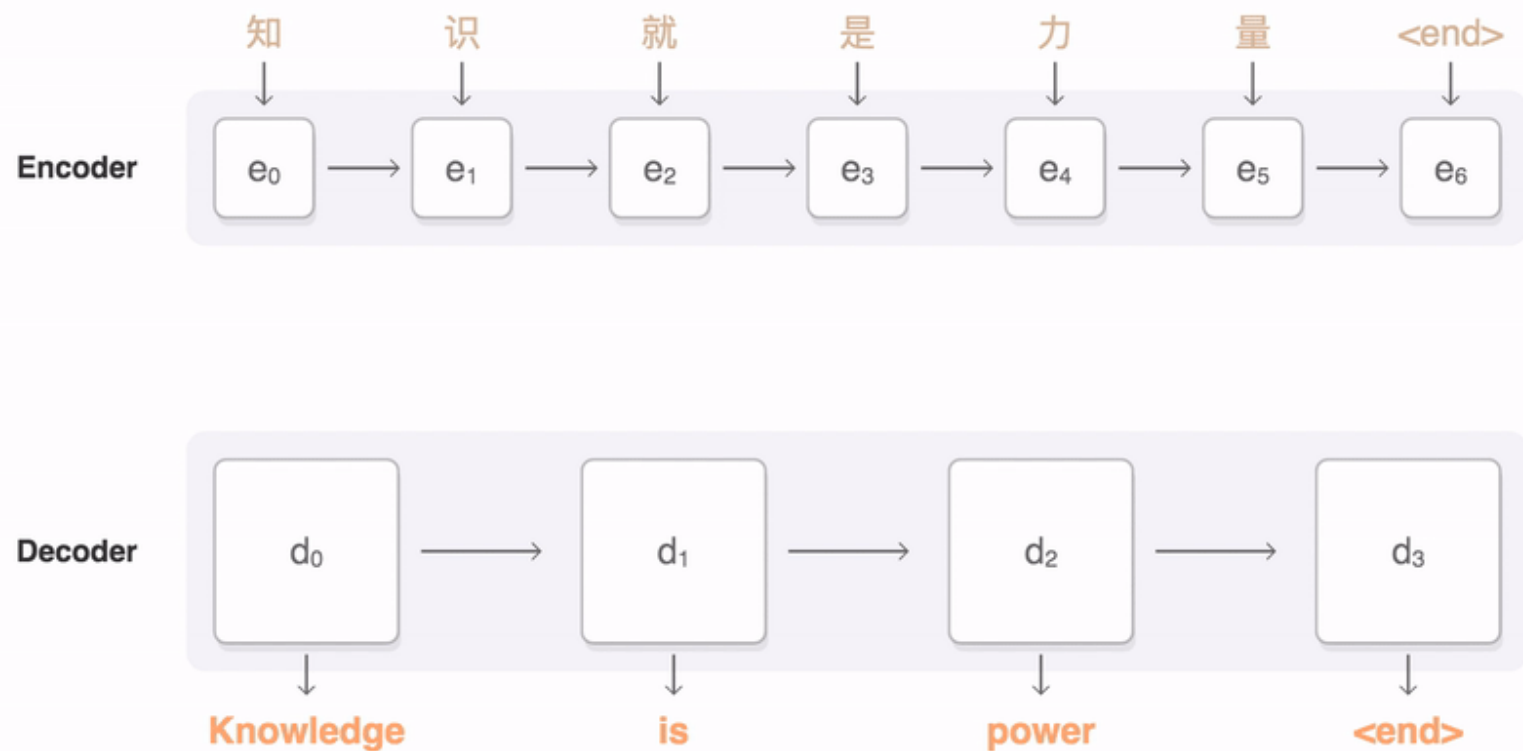 知 识 就 是 力 量 <end>
Encoder e₀ e₁ e₂ e₃ e₄ e₅ e₆
Decoder d₀ d₁ d₂ d₃
Knowledge is power <end>